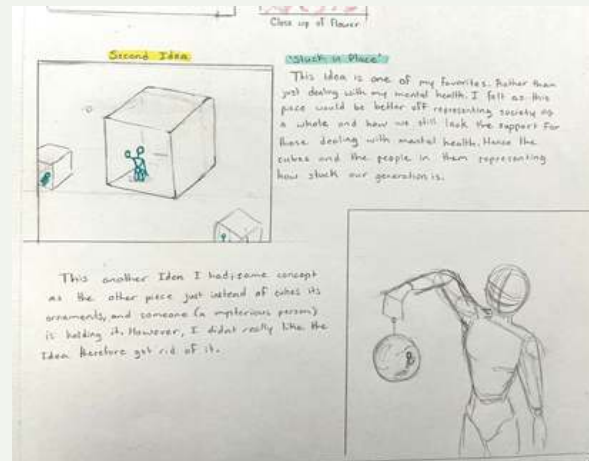 Close up of flower
Second Idea
'Stuck in Place'
This idea is one of my favorites. Rather than
just dealing with my mental health. I felt as this
piece would be better off representing society as
a whole and how we still lack the support for
those dealing with mental health. Hence the
cubes and the people in them representing
how stuck our generation is.
This another Idea I had; same concept
as the other piece just instead of cubes its
ornaments, and someone (a mysterious person)
is holding it. However, I didnt really like the
Idea therefore got rid of it.